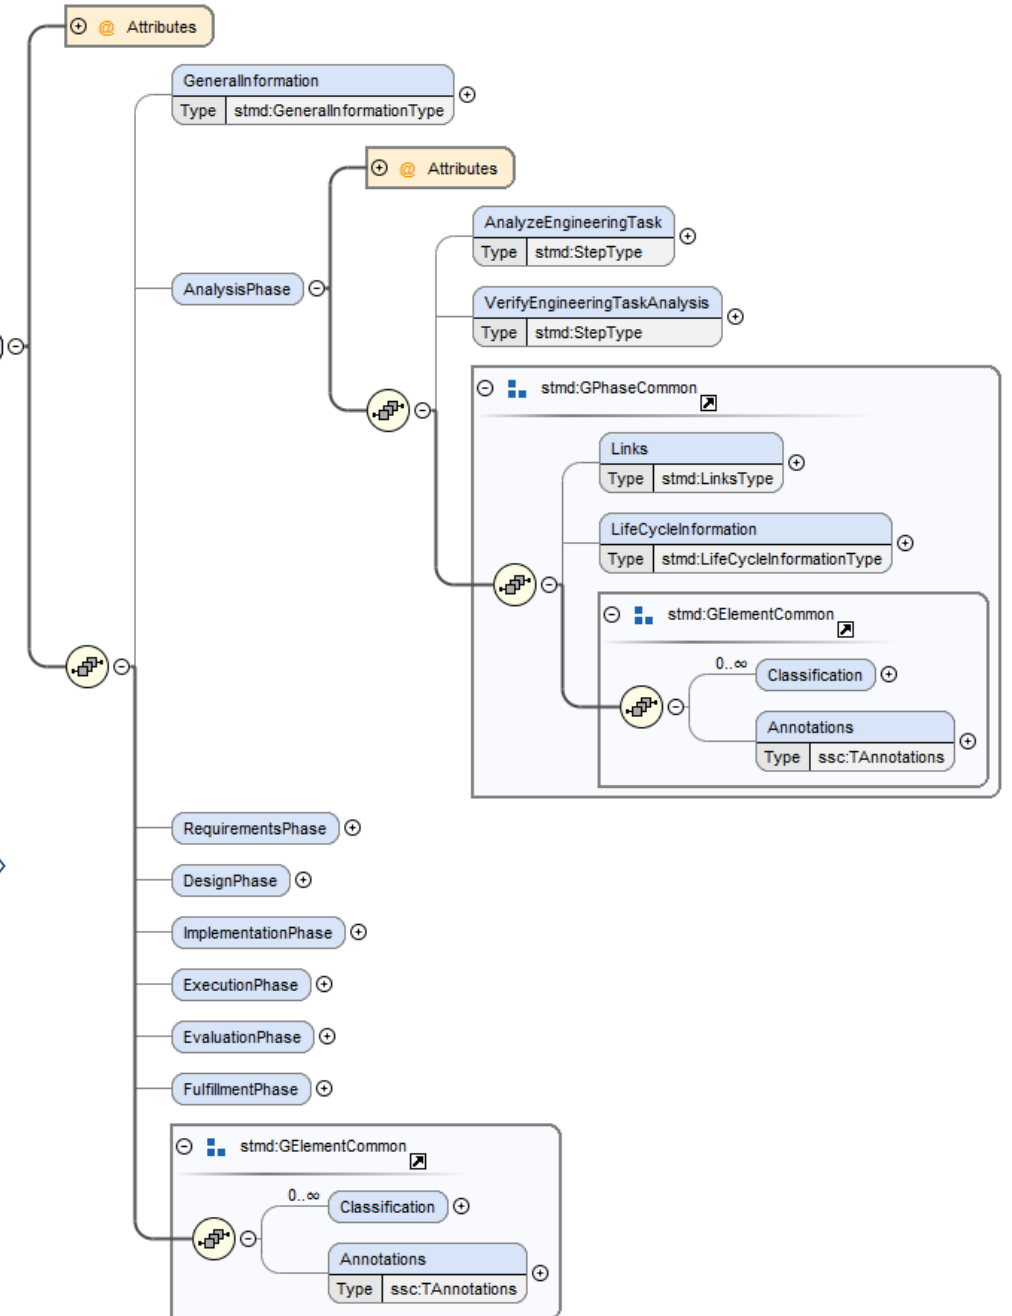 @ Attributes
GeneralInformation
Type stmd:GeneralInformationType
@ Attributes
AnalyzeEngineeringTask
Type stmd:StepType
AnalysisPhase
VerifyEngineeringTaskAnalysis
Type stmd:StepType
stmd:GPhaseCommon
Links
Type stmd:LinksType
LifeCycleInformation
Type stmd:LifeCycleInformationType
stmd:GElementCommon
0..∞
Classification
Annotations
Type ssc:TAnnotations
RequirementsPhase
DesignPhase
ImplementationPhase
ExecutionPhase
EvaluationPhase
FulfillmentPhase
stmd:GElementCommon
0..∞
Classification
Annotations
Type ssc:TAnnotations